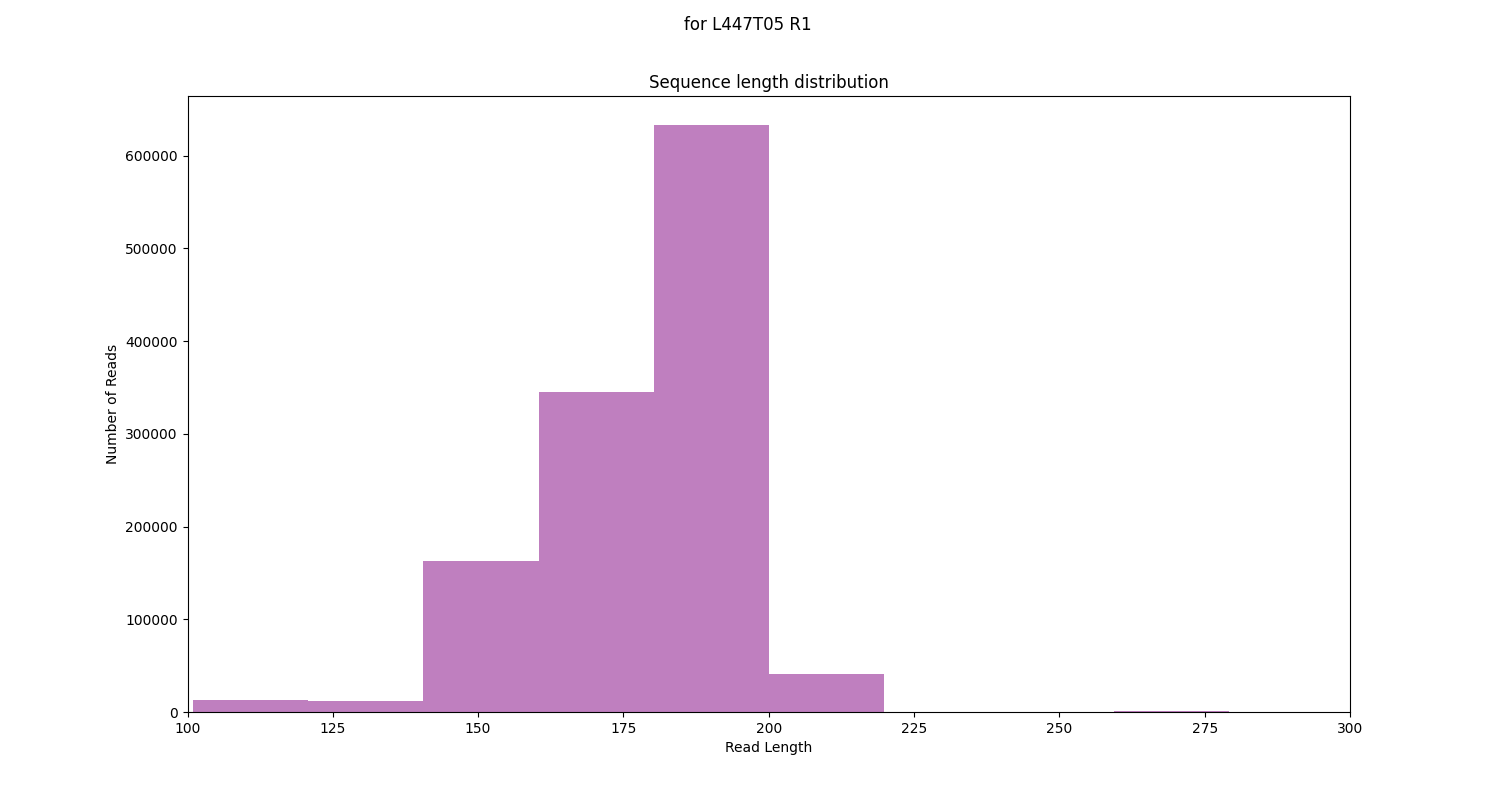 for L447T05 R1
Sequence length distribution
600000
500000
400000
300000
200000
100000
0
Number of Reads
100 125 150 175 200 225 250 275 300
Read Length